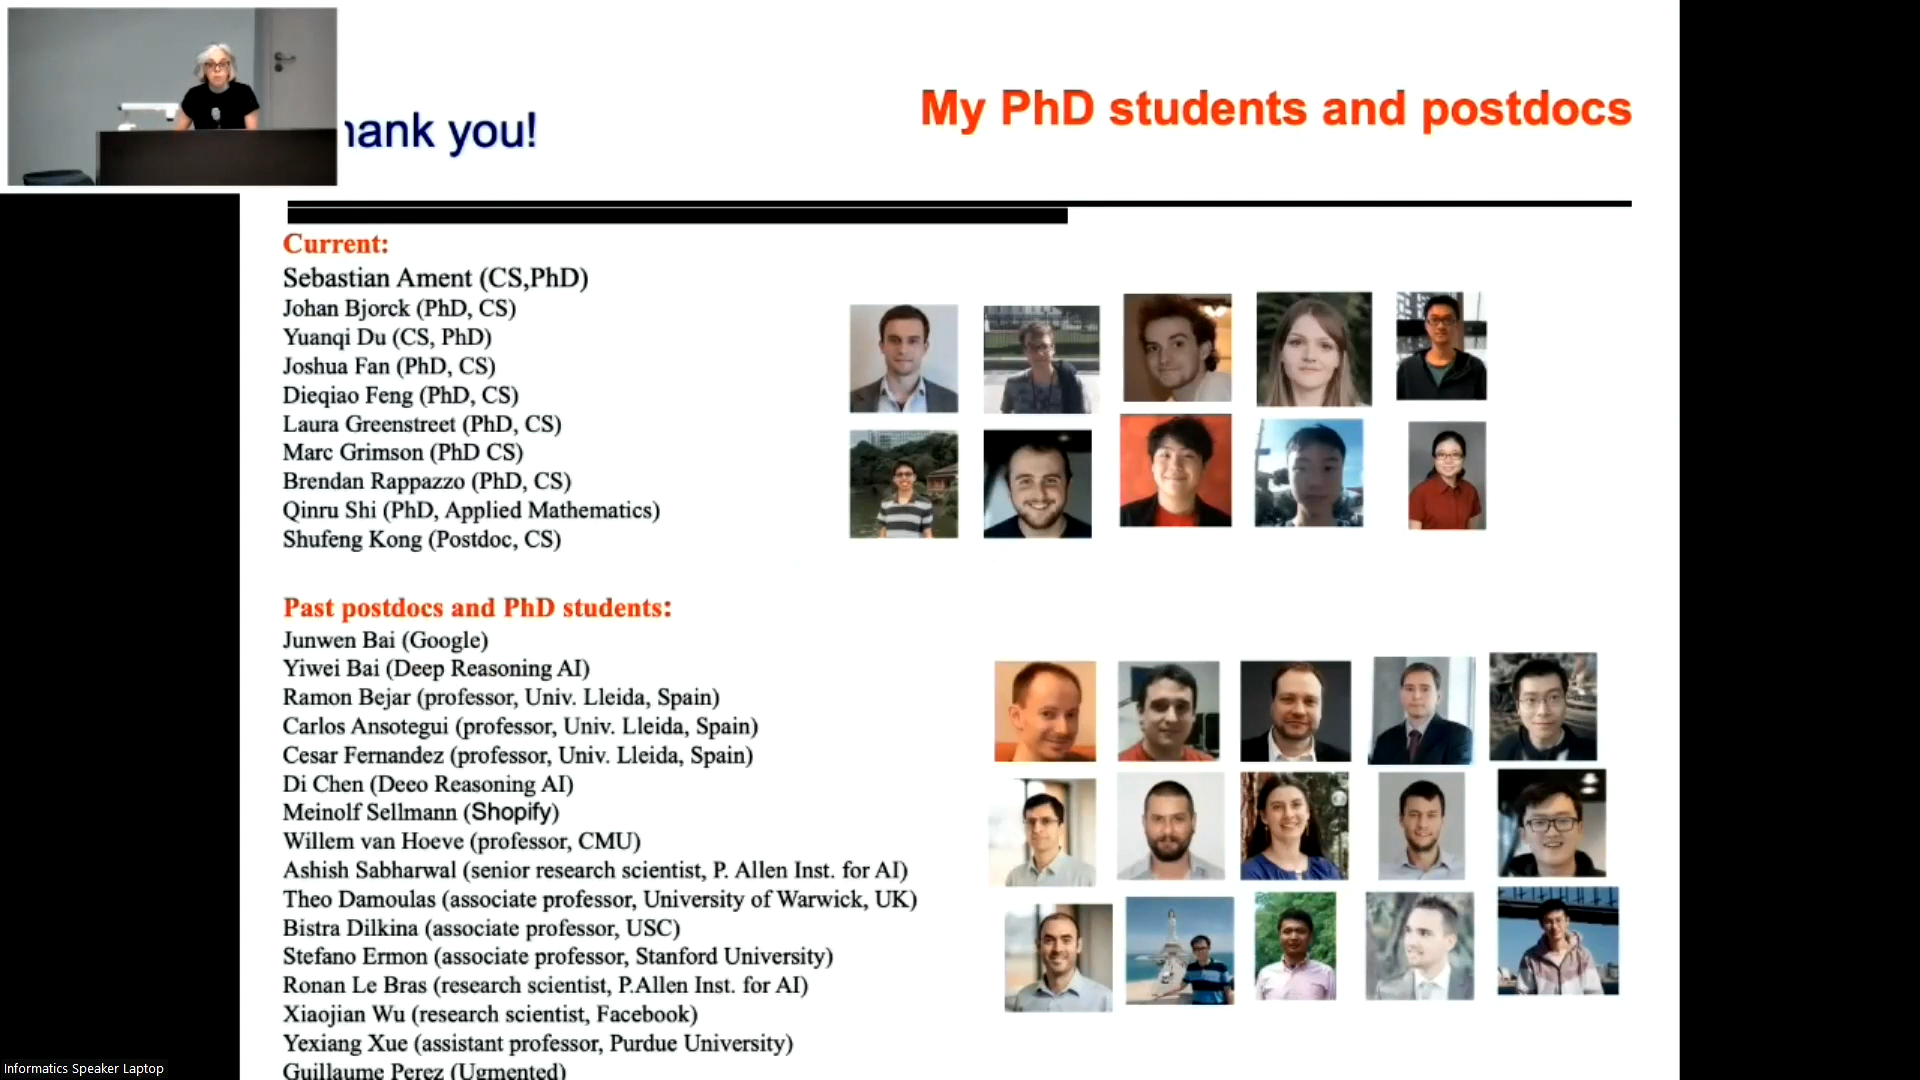 hank you!
My PhD students and postdocs
Current:
Sebastian Ament (CS,PhD)
Johan Bjorck (PhD, CS)
Yuanqi Du (CS, PhD)
Joshua Fan (PhD, CS)
Dieqiao Feng (PhD, CS)
Laura Greenstreet (PhD, CS)
Marc Grimson (PhD CS)
Brendan Rappazzo (PhD, CS)
Qinru Shi (PhD, Applied Mathematics)
Shufeng Kong (Postdoc, CS)
Past postdocs and PhD students:
Junwen Bai (Google)
Yiwei Bai (Deep Reasoning AI)
Ramon Bejar (professor, Univ. Lleida, Spain)
Carlos Ansotegui (professor, Univ. Lleida, Spain)
Cesar Fernandez (professor, Univ. Lleida, Spain)
Di Chen (Deeo Reasoning AI)
Meinolf Sellmann (Shopify)
Willem van Hoeve (professor, CMU)
Ashish Sabharwal (senior research scientist, P. Allen Inst. for AI)
Theo Damoulas (associate professor, University of Warwick, UK)
Bistra Dilkina (associate professor, USC)
Stefano Ermon (associate professor, Stanford University)
Ronan Le Bras (research scientist, P.Allen Inst. for AI)
Xiaojian Wu (research scientist, Facebook)
Yexiang Xue (assistant professor, Purdue University)
Guillaume Perez (Ugmented)
Informatics Speaker Laptop